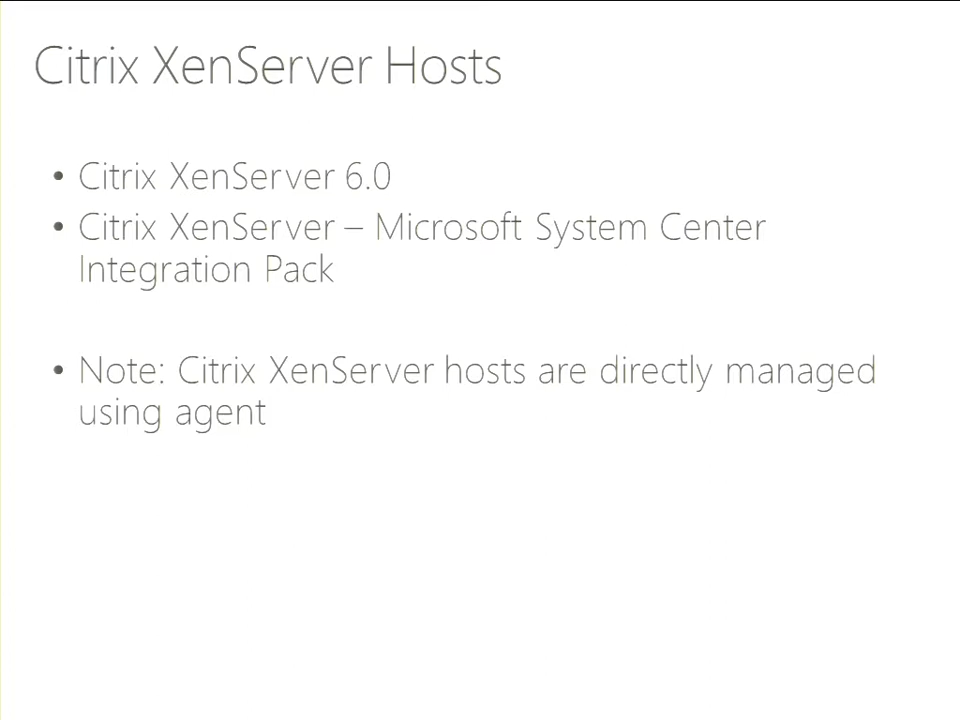 Citrix XenServer Hosts
• Citrix XenServer 6.0
• Citrix XenServer – Microsoft System Center
Integration Pack
• Note: Citrix XenServer hosts are directly managed
using agent